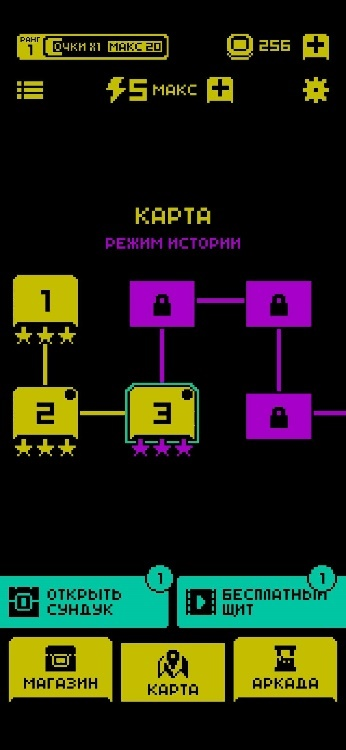 РАНГ
1
ОЧКИ X1 МАКС 20
256
5 МАКС
КАРТА
РЕЖИМ ИСТОРИИ
1
2
3
1
1
ОТКРЫТЬ
СУНДУК
БЕСПЛАТНЫЙ
ЩИТ
МАГАЗИН
КАРТА
АРКАДА